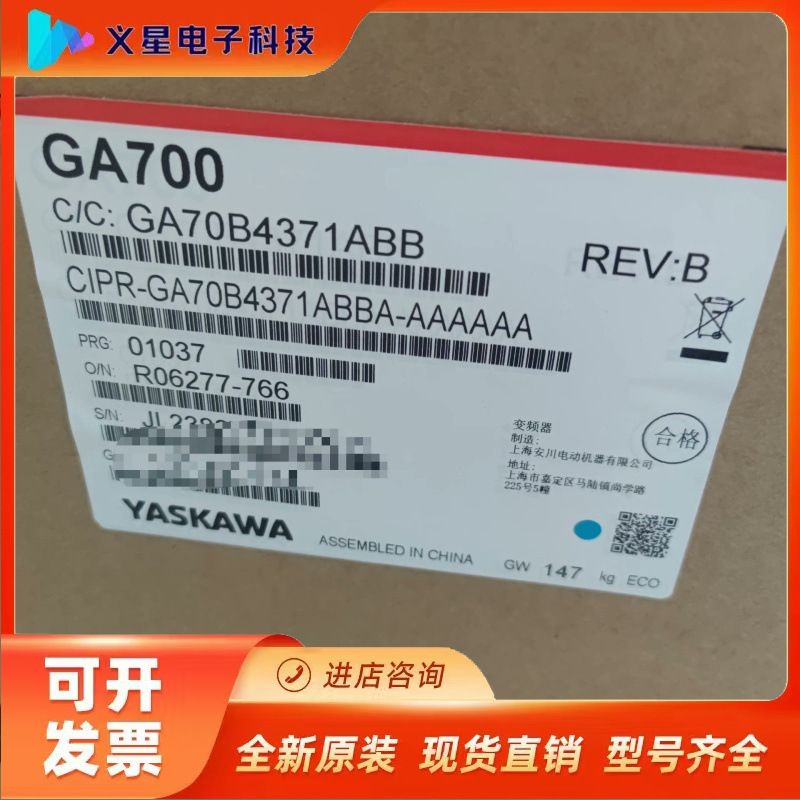 义星电子科技
GA700
C/C: GA70B4371ABB
REV:B
CIPR-GA70B4371ABBA-AAAAAA
PRG: 01037
O/N: R06277-766
S/N:
变频器
制造:
上海安川电动机器有限公司
地址:
上海市嘉定区马陆镇尚学路
225号5幢
合格
YASKAWA
ASSEMBLED IN CHINA
GW 147 kg ECO
可开
发票
进店咨询
全新原装 现货直销 型号齐全